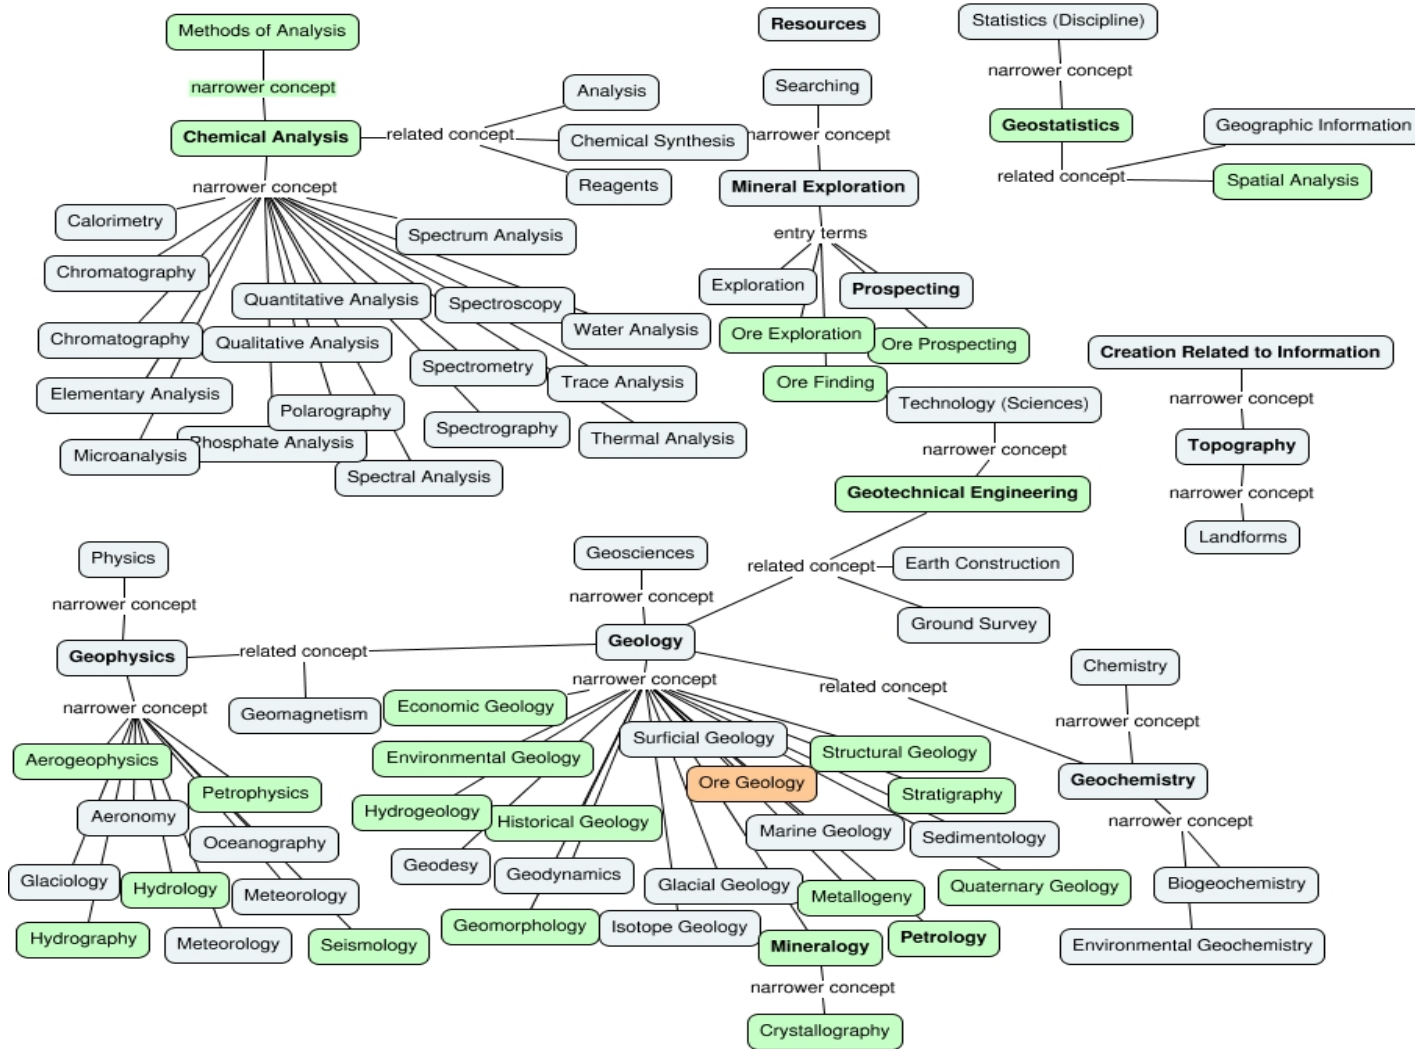 Methods of Analysis
narrower concept
Chemical Analysis
related concept
Analysis
Chemical Synthesis
Reagents
narrower concept
Calorimetry
Spectrum Analysis
Chromatography
Quantitative Analysis
Spectroscopy
Water Analysis
Chromatography
Qualitative Analysis
Spectrometry
Trace Analysis
Elementary Analysis
Polarography
Spectrography
Thermal Analysis
Microanalysis
Phosphate Analysis
Spectral Analysis
Resources
Searching
narrower concept
Mineral Exploration
entry terms
Exploration
Prospecting
Ore Exploration
Ore Prospecting
Ore Finding
Statistics (Discipline)
narrower concept
Geostatistics
related concept
Geographic Information
Spatial Analysis
Technology (Sciences)
narrower concept
Geotechnical Engineering
related concept
Earth Construction
Ground Survey
Creation Related to Information
narrower concept
Topography
narrower concept
Landforms
Physics
narrower concept
Geophysics
related concept
Geomagnetism
narrower concept
Aerogeophysics
Petrophysics
Aeronomy
Oceanography
Glaciology
Hydrology
Meteorology
Hydrography
Meteorology
Seismology
Geosciences
narrower concept
Geology
narrower concept
Economic Geology
Surficial Geology
Environmental Geology
Structural Geology
Ore Geology
Stratigraphy
Hydrogeology
Historical Geology
Marine Geology
Sedimentology
Geodesy
Geodynamics
Glacial Geology
Metallogeny
Quaternary Geology
Geomorphology
Isotope Geology
Mineralogy
Petrology
narrower concept
Crystallography
related concept
Chemistry
narrower concept
Geochemistry
narrower concept
Biogeochemistry
Environmental Geochemistry